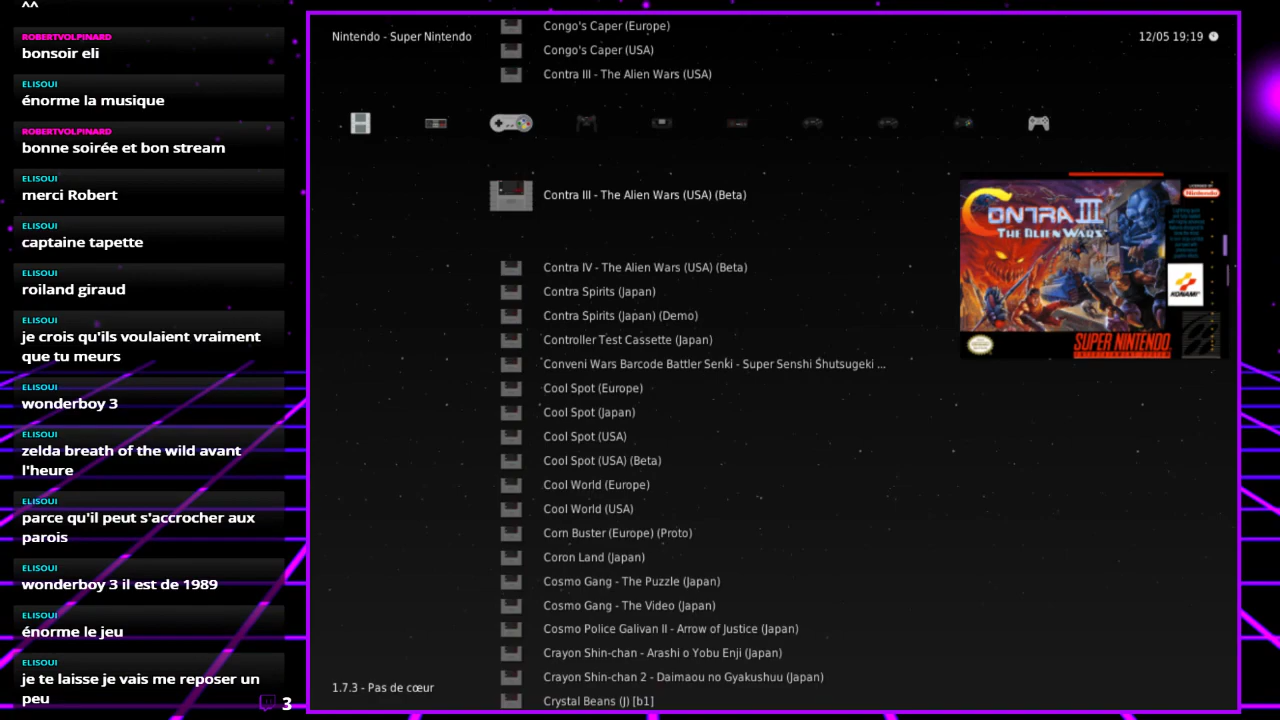 ^^
ROBERTVOLPINARD
bonsoir eli
ELISOUI
énorme la musique
ROBERTVOLPINARD
bonne soirée et bon stream
ELISOUI
merci Robert
ELISOUI
captaine tapette
ELISOUI
roiland giraud
ELISOUI
je crois qu'ils voulaient vraiment
que tu meurs
ELISOUI
wonderboy 3
ELISOUI
zelda breath of the wild avant
l'heure
ELISOUI
parce qu'il peut s'accrocher aux
parois
ELISOUI
wonderboy 3 il est de 1989
ELISOUI
énorme le jeu
ELISOUI
je te laisse je vais me reposer un
peu
3
Nintendo - Super Nintendo
12/05 19:19
Congo's Caper (Europe)
Congo's Caper (USA)
Contra III - The Alien Wars (USA)
Contra III - The Alien Wars (USA) (Beta)
Contra IV - The Alien Wars (USA) (Beta)
Contra Spirits (Japan)
Contra Spirits (Japan) (Demo)
Controller Test Cassette (Japan)
Conveni Wars Barcode Battler Senki - Super Senshi Shutsugeki ...
Cool Spot (Europe)
Cool Spot (Japan)
Cool Spot (USA)
Cool Spot (USA) (Beta)
Cool World (Europe)
Cool World (USA)
Corn Buster (Europe) (Proto)
Coron Land (Japan)
Cosmo Gang - The Puzzle (Japan)
Cosmo Gang - The Video (Japan)
Cosmo Police Galivan II - Arrow of Justice (Japan)
Crayon Shin-chan - Arashi o Yobu Enji (Japan)
Crayon Shin-chan 2 - Daimaou no Gyakushuu (Japan)
Crystal Beans (J) [b1]
1.7.3 - Pas de cœur
CONTRA III
THE ALIEN WARS
Nintendo
KONAMI
SUPER NINTENDO
ENTERTAINMENT SYSTEM